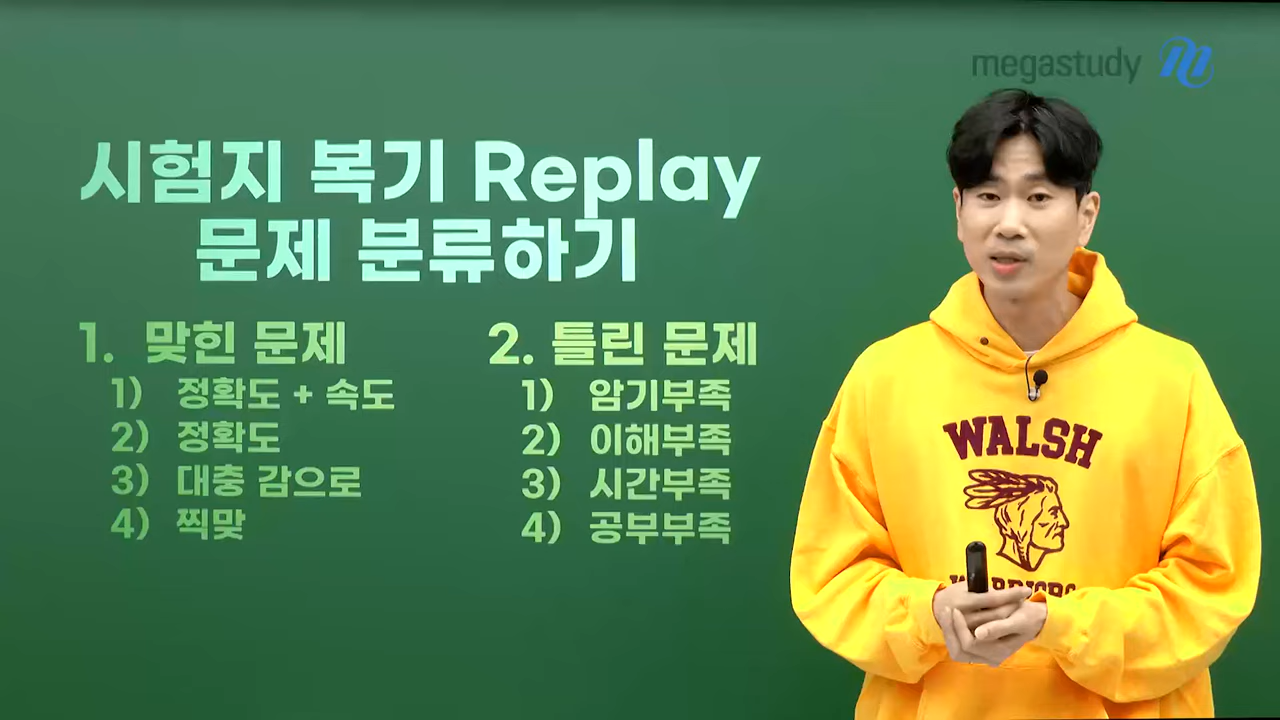 megastudy
시험지 복기 Replay
문제 분류하기
1. 맞힌 문제
1) 정확도 + 속도
2) 정확도
3) 대충 감으로
4) 찍맞
2. 틀린 문제
1) 암기부족
2) 이해부족
3) 시간부족
4) 공부부족
WALSH
WARRIORS